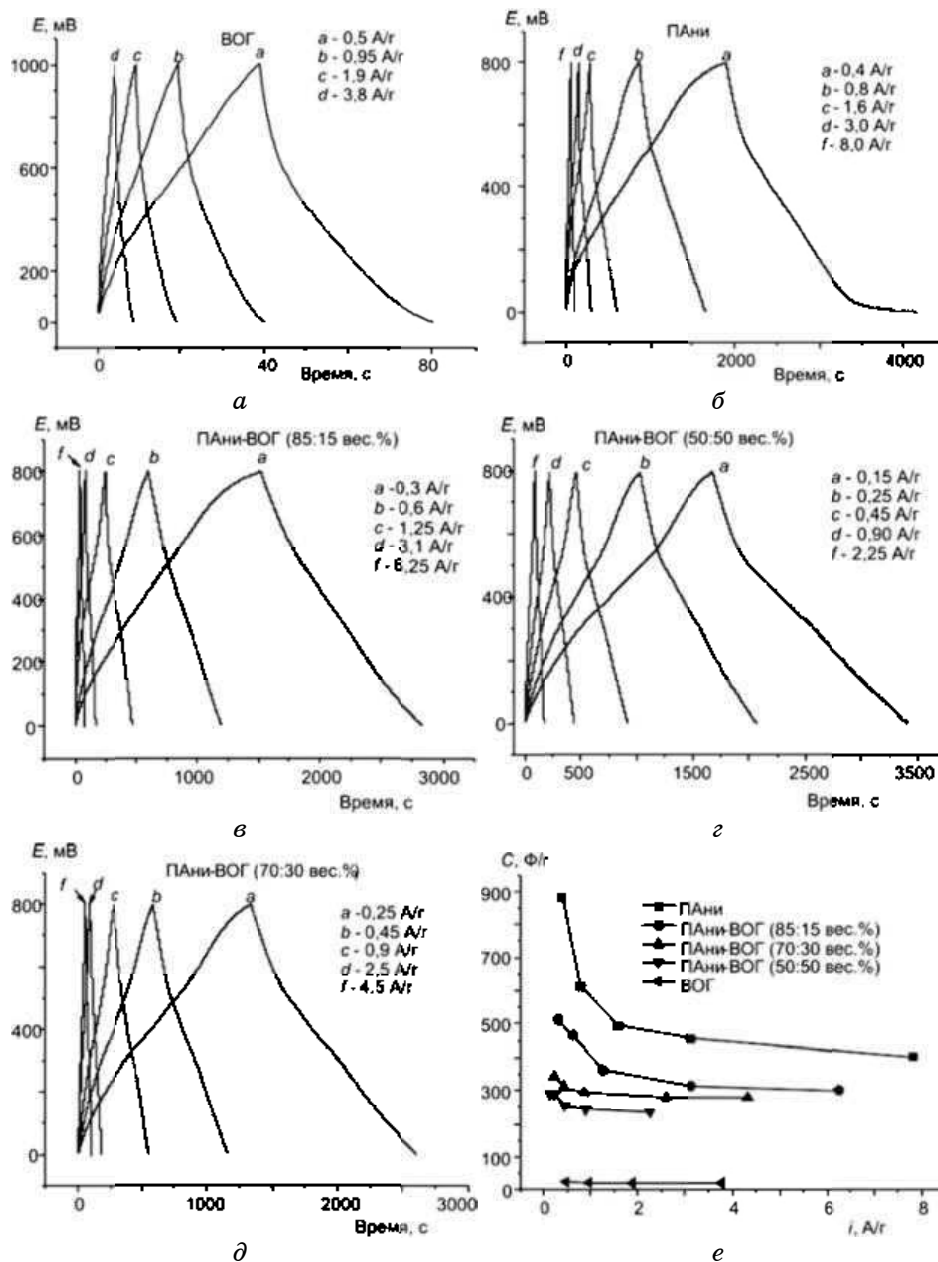 E, мВ
ВОГ
a - 0,5 А/г
b - 0,95 А/г
c - 1,9 А/г
d - 3,8 А/г
d c b a
1000
800
600
400
200
0
0 40 80
Время, с
а
E, мВ
ПАни
a - 0,4 А/г
b - 0,8 А/г
c - 1,6 А/г
d - 3,0 А/г
f - 8,0 А/г
f d c b a
800
400
0
0 2000 4000
Время, с
б
E, мВ
ПАни-ВОГ (85:15 вес.%)
f d c b a
a - 0,3 А/г
b - 0,6 А/г
c - 1,25 А/г
d - 3,1 А/г
f - 6,25 А/г
800
600
400
200
0
0 1000 2000 3000
Время, с
в
E, мВ
ПАни-ВОГ (50:50 вес.%)
f d c b a
a - 0,15 А/г
b - 0,25 А/г
c - 0,45 А/г
d - 0,90 А/г
f - 2,25 А/г
800
400
0
0 500 1500 2500 3500
Время, с
г
E, мВ
ПАни-ВОГ (70:30 вес.%)
f d c b a
a - 0,25 А/г
b - 0,45 А/г
c - 0,9 А/г
d - 2,5 А/г
f - 4,5 А/г
800
400
0
0 1000 2000
Время, с
д
C, Ф/г
ПАни
ПАни-ВОГ (85:15 вес.%)
ПАни-ВОГ (70:30 вес.%)
ПАни-ВОГ (50:50 вес.%)
ВОГ
900
700
500
300
100
0
0 2 4 6 8
i, А/г
е